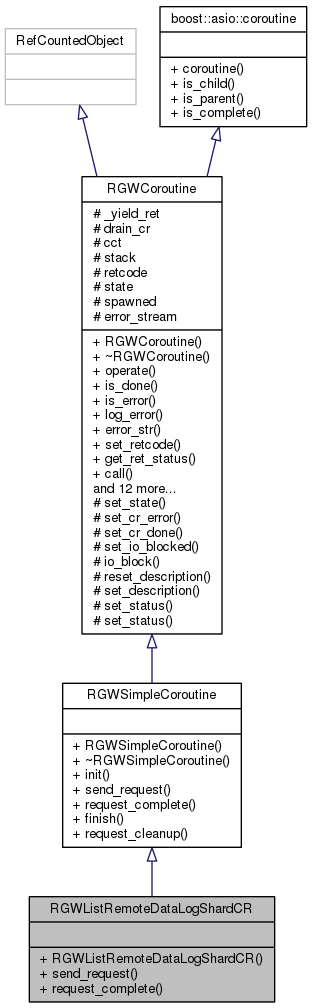 RefCountedObject
boost::asio::coroutine
+ coroutine()
+ is_child()
+ is_parent()
+ is_complete()
RGWCoroutine
# _yield_ret
# drain_cr
# cct
# stack
# retcode
# state
# spawned
# error_stream
+ RGWCoroutine()
+ ~RGWCoroutine()
+ operate()
+ is_done()
+ is_error()
+ log_error()
+ error_str()
+ set_retcode()
+ get_ret_status()
+ call()
and 12 more...
# set_state()
# set_cr_error()
# set_cr_done()
# set_io_blocked()
# io_block()
# reset_description()
# set_description()
# set_status()
# set_status()
RGWSimpleCoroutine
+ RGWSimpleCoroutine()
+ ~RGWSimpleCoroutine()
+ init()
+ send_request()
+ request_complete()
+ finish()
+ request_cleanup()
RGWListRemoteDataLogShardCR
+ RGWListRemoteDataLogShardCR()
+ send_request()
+ request_complete()